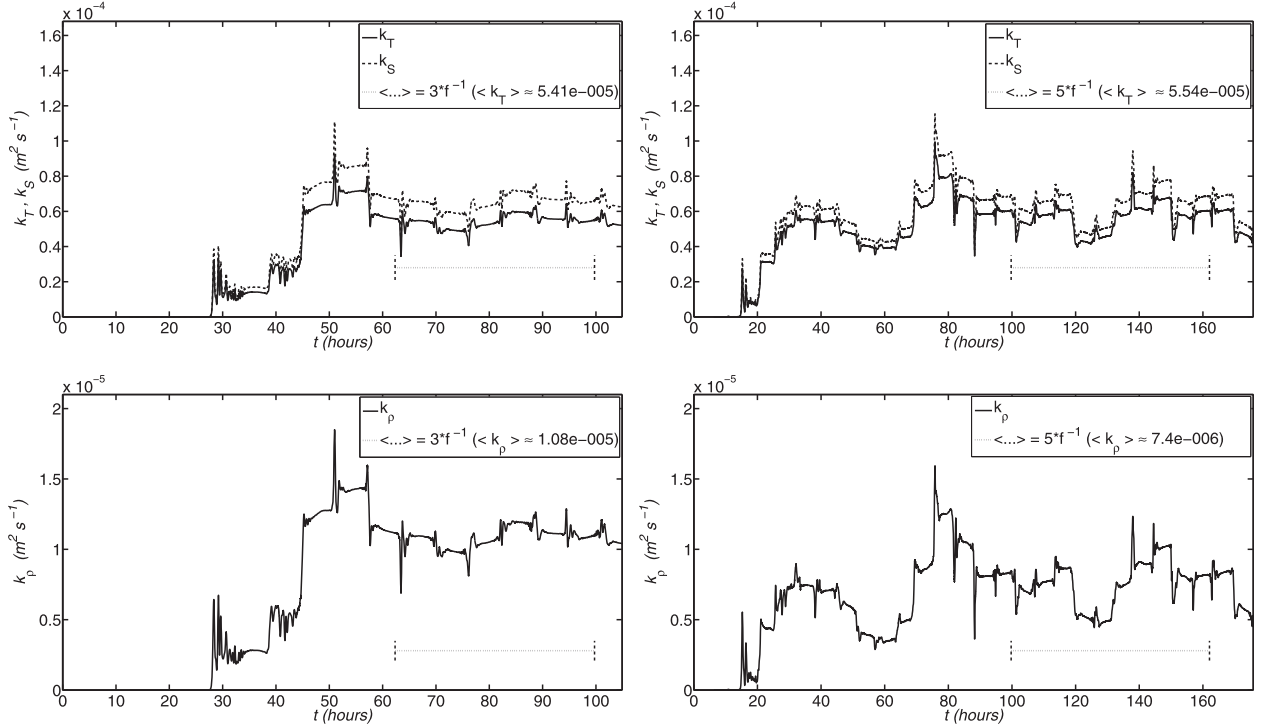 x 10⁻⁴
1.6
1.4
1.2
1
0.8
0.6
0.4
0.2
0
k_T , k_S (m² s⁻¹)
k_T
k_S
<...> = 3*f⁻¹ (< k_T > ≈ 5.41e−005)
0 10 20 30 40 50 60 70 80 90 100
t (hours)
x 10⁻⁴
1.6
1.4
1.2
1
0.8
0.6
0.4
0.2
0
k_T , k_S (m² s⁻¹)
k_T
k_S
<...> = 5*f⁻¹ (< k_T > ≈ 5.54e−005)
0 20 40 60 80 100 120 140 160
t (hours)
x 10⁻⁵
2
1.5
1
0.5
0
k_ρ (m² s⁻¹)
k_ρ
<...> = 3*f⁻¹ (< k_ρ > ≈ 1.08e−005)
0 10 20 30 40 50 60 70 80 90 100
t (hours)
x 10⁻⁵
2
1.5
1
0.5
0
k_ρ (m² s⁻¹)
k_ρ
<...> = 5*f⁻¹ (< k_ρ > ≈ 7.4e−006)
0 20 40 60 80 100 120 140 160
t (hours)